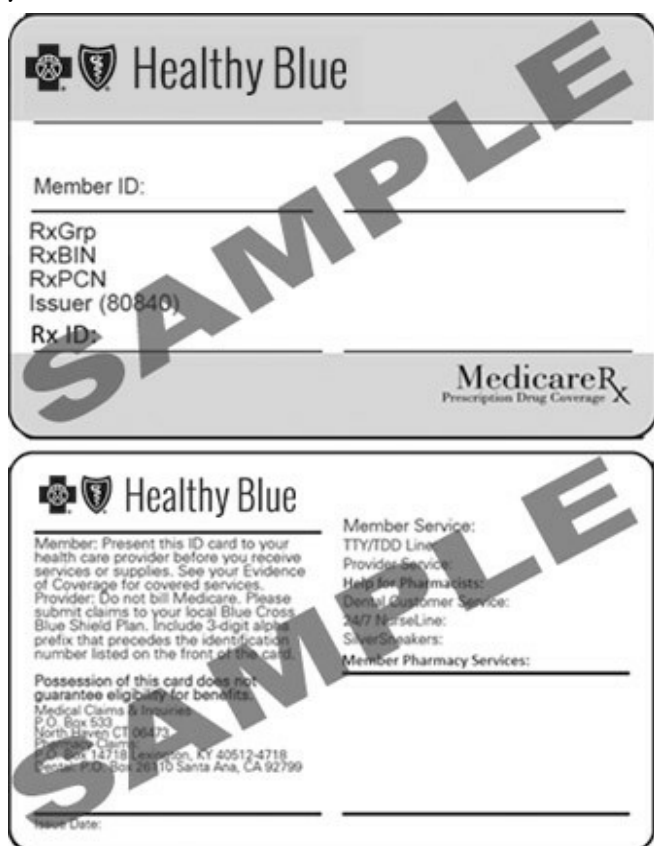 Healthy Blue
Member ID:
RxGrp
RxBIN
RxPCN
Issuer (80840)
Rx ID:
MedicareRx
Prescription Drug Coverage
SAMPLE
Healthy Blue
Member: Present this ID card to your
health care provider before you receive
services or supplies. See your Evidence
of Coverage for covered services.
Provider: Do not bill Medicare. Please
submit claims to your local Blue Cross
Blue Shield Plan. Include 3-digit alpha
prefix that precedes the identification
number listed on the front of the card.
Possession of this card does not
guarantee eligibility for benefits.
Medical Claims & Inquiries
P.O. Box 533
North Haven CT 06473
Pharmacy Claims:
P.O. Box 14718 Lexington, KY 40512-4718
Dental: P.O. Box 26110 Santa Ana, CA 92799
Issue Date:
Member Service:
TTY/TDD Line:
Provider Service:
Help for Pharmacists:
Dental Customer Service:
24/7 NurseLine:
SilverSneakers:
Member Pharmacy Services:
SAMPLE